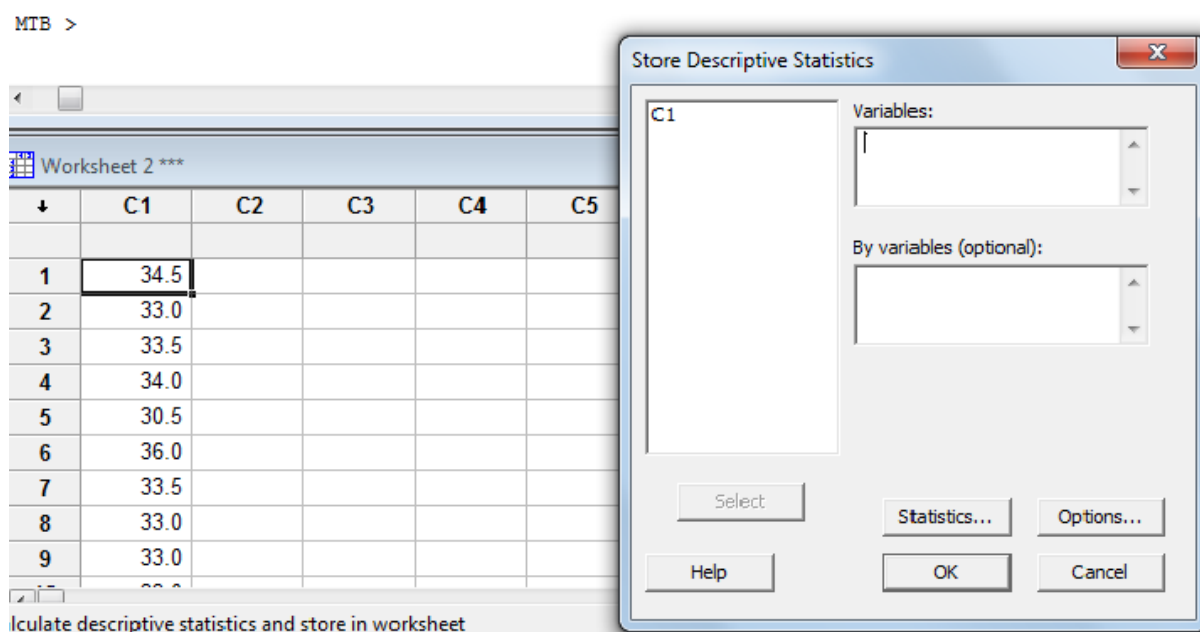 MTB >
Store Descriptive Statistics
C1
Variables:
By variables (optional):
Select
Statistics...
Options...
Help
OK
Cancel
Worksheet 2 ***
C1 C2 C3 C4 C5
1 34.5
2 33.0
3 33.5
4 34.0
5 30.5
6 36.0
7 33.5
8 33.0
9 33.0
lculate descriptive statistics and store in worksheet